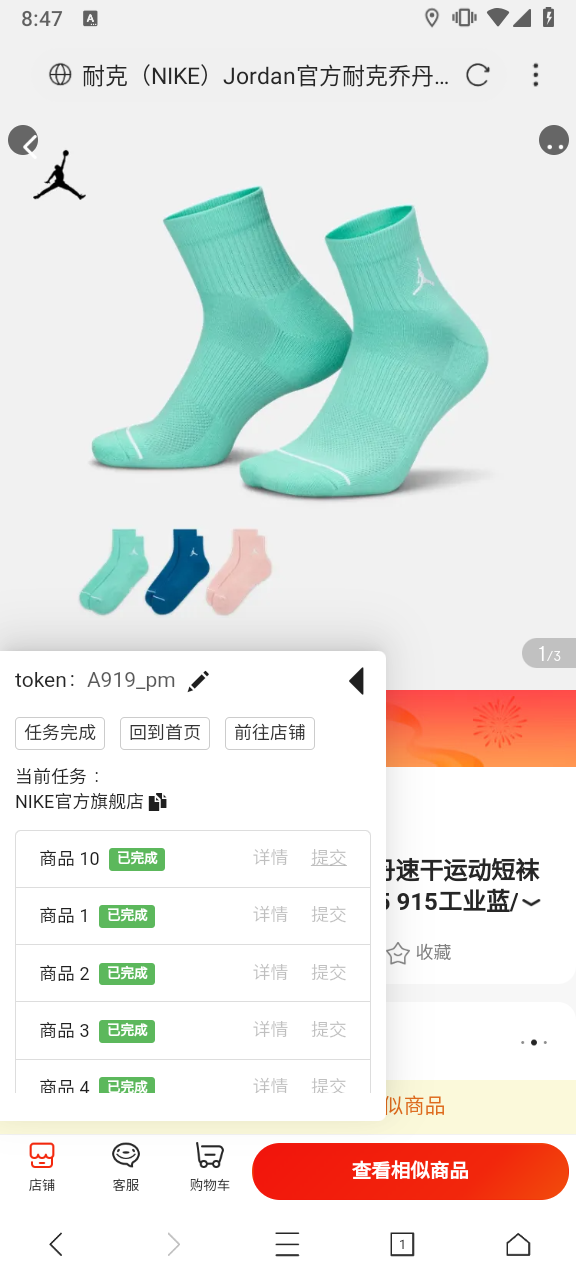 8:47
耐克（NIKE）Jordan官方耐克乔丹...
1/3
token： A919_pm
任务完成 回到首页 前往店铺
当前任务：
NIKE官方旗舰店
商品 10 已完成 详情 提交
商品 1 已完成 详情 提交
商品 2 已完成 详情 提交
商品 3 已完成 详情 提交
商品 4 已完成 详情 提交
速干运动短袜
915工业蓝/
收藏
似商品
店铺 客服 购物车 查看相似商品
1